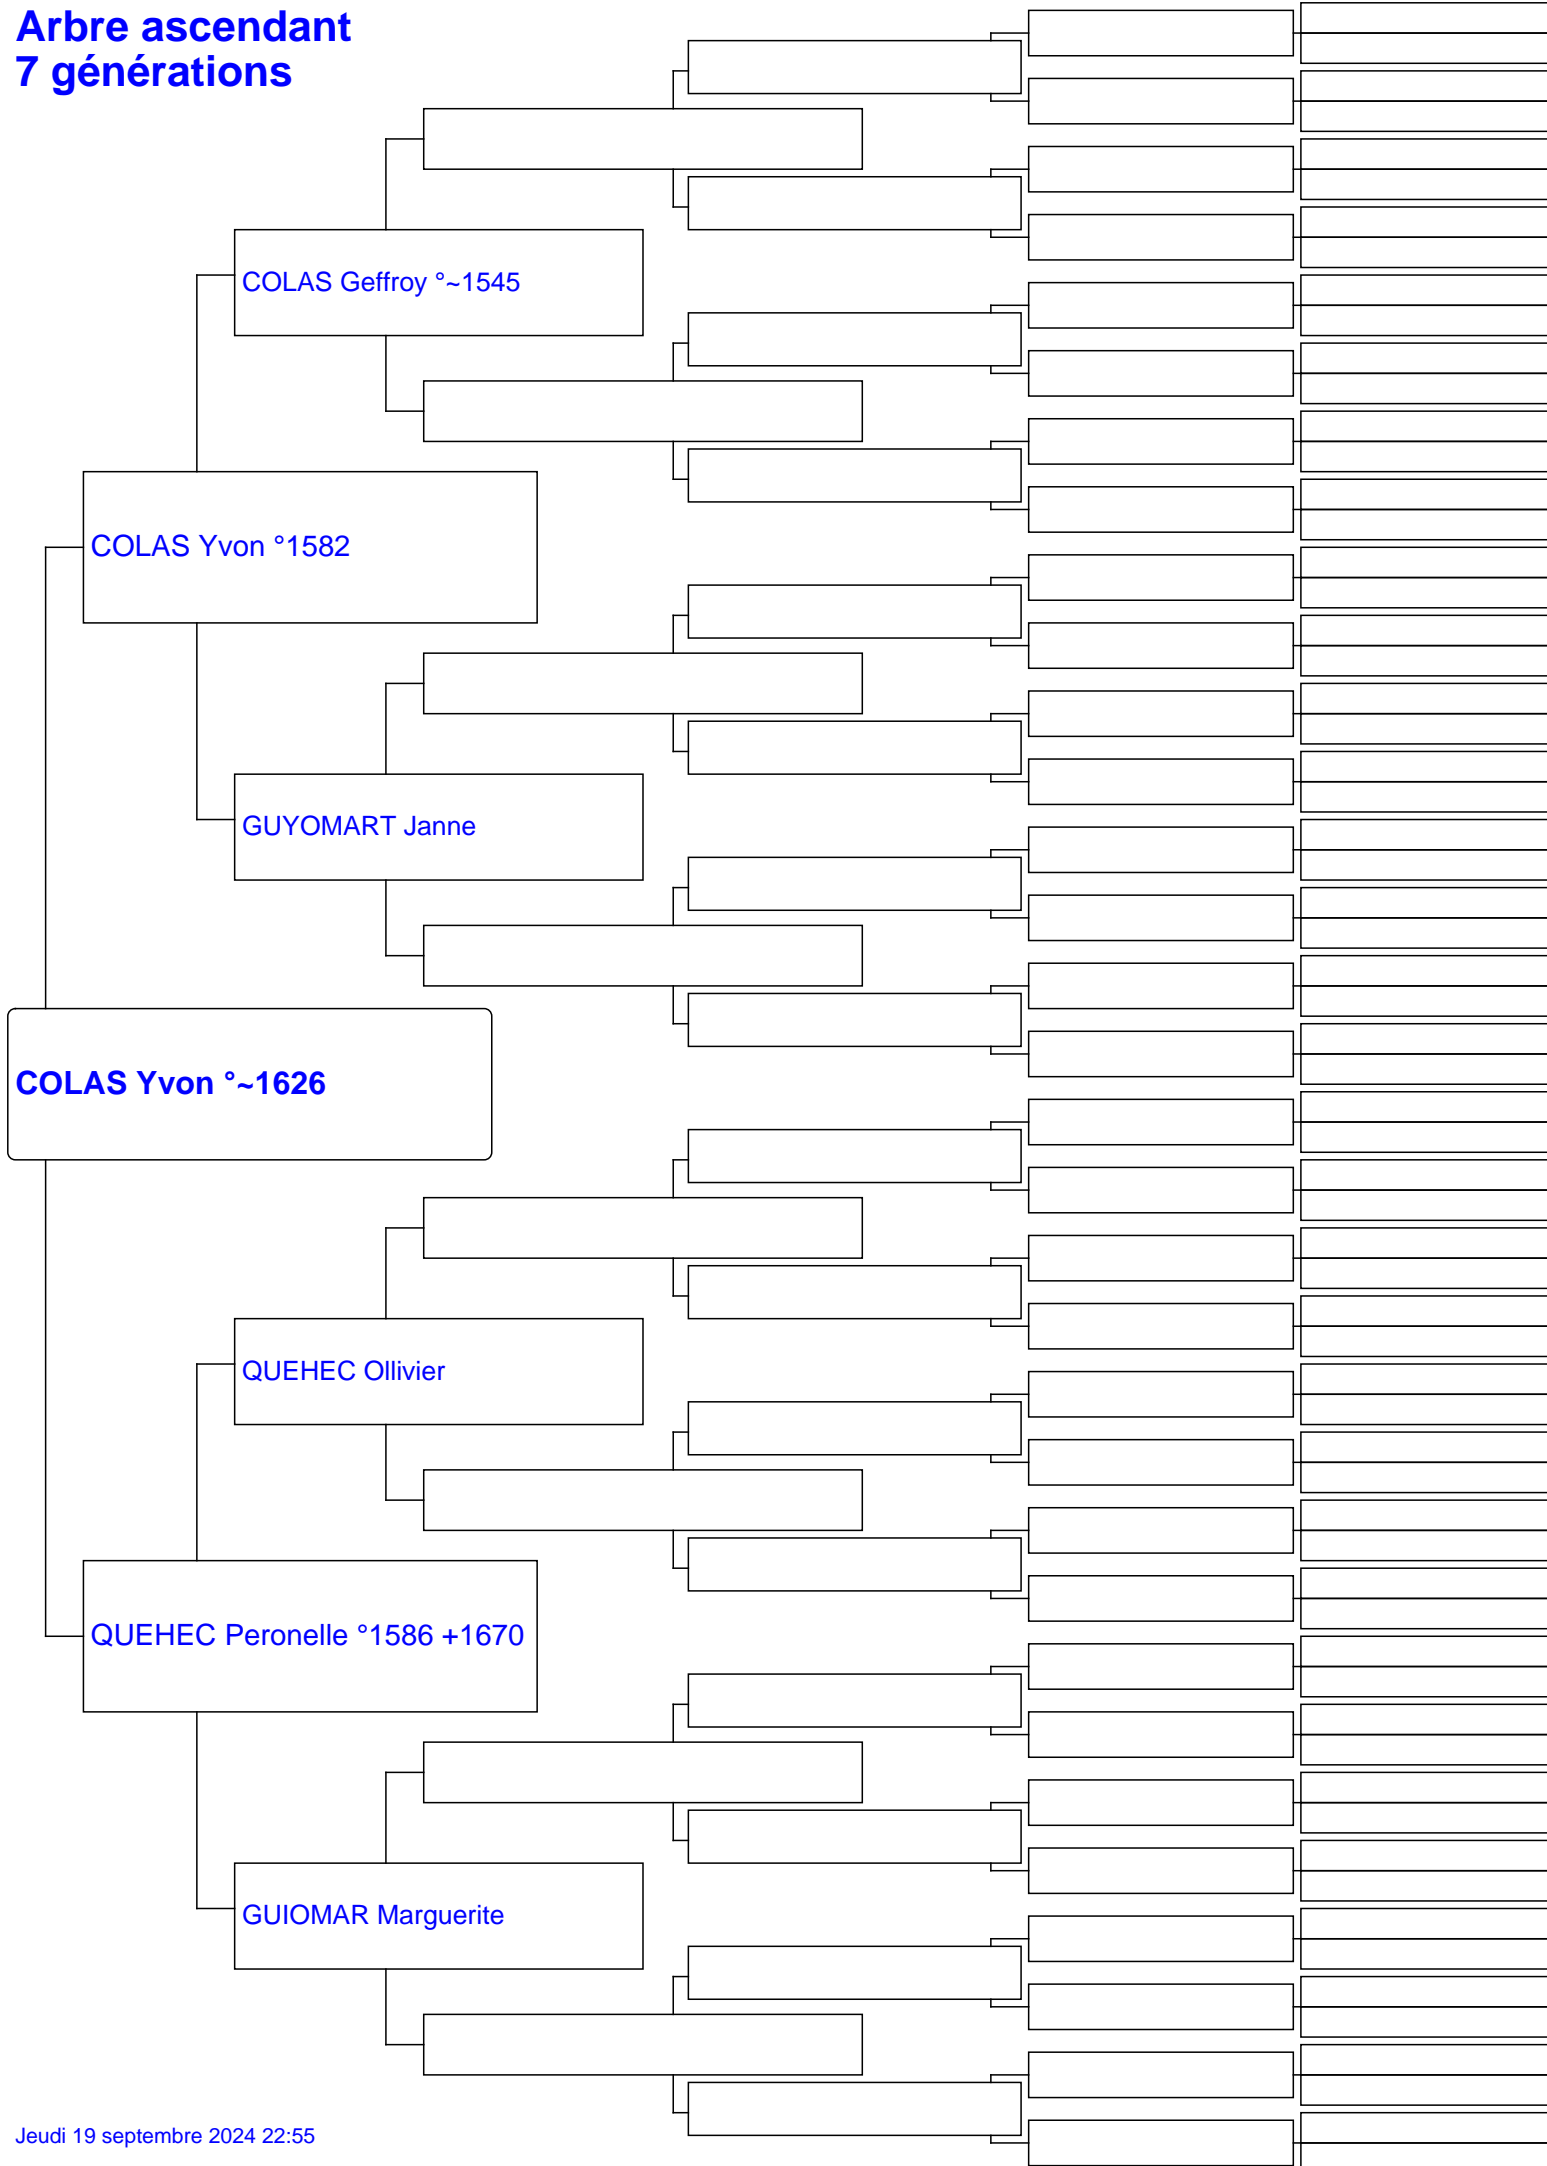 Arbre ascendant
7 générations
COLAS Geffroy °~1545
COLAS Yvon °1582
GUYOMART Janne
COLAS Yvon °~1626
QUEHEC Ollivier
QUEHEC Peronelle °1586 +1670
GUIOMAR Marguerite
Jeudi 19 septembre 2024 22:55